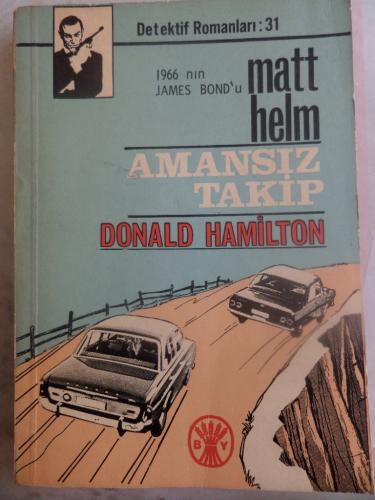 Detektif Romanları: 31
1966 nın
JAMES BOND'u
matt
helm
AMANSIZ
TAKİP
DONALD HAMİLTON
B Y